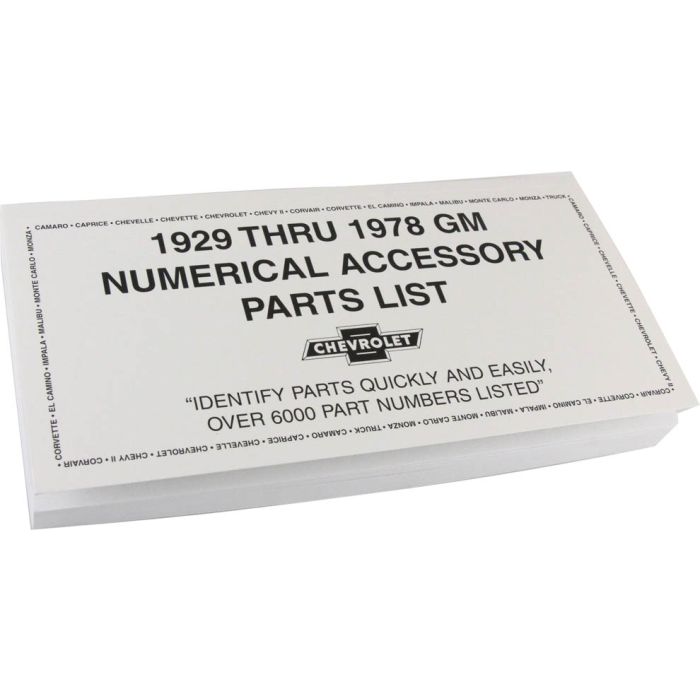 CAMARO • CAPRICE • CHEVELLE • CHEVETTE • CHEVROLET • CHEVY II • CORVAIR • CORVETTE • EL CAMINO • IMPALA • MALIBU • MONTE CARLO • MONZA • TRUCK •
1929 THRU 1978 GM
NUMERICAL ACCESSORY
PARTS LIST
CHEVROLET
“IDENTIFY PARTS QUICKLY AND EASILY,
OVER 6000 PART NUMBERS LISTED”
CAMARO • CAPRICE • CHEVELLE • CHEVETTE • CHEVROLET • CHEVY II •
CORVAIR • CORVETTE • EL CAMINO • IMPALA • MALIBU • MONTE CARLO • MONZA • TRUCK • CAMARO • CAPRICE • CHEVELLE • CHEVROLET • CHEVY II • CORVAIR
• CORVETTE • EL CAMINO • IMPALA • MALIBU • MONTE CARLO • MONZA •